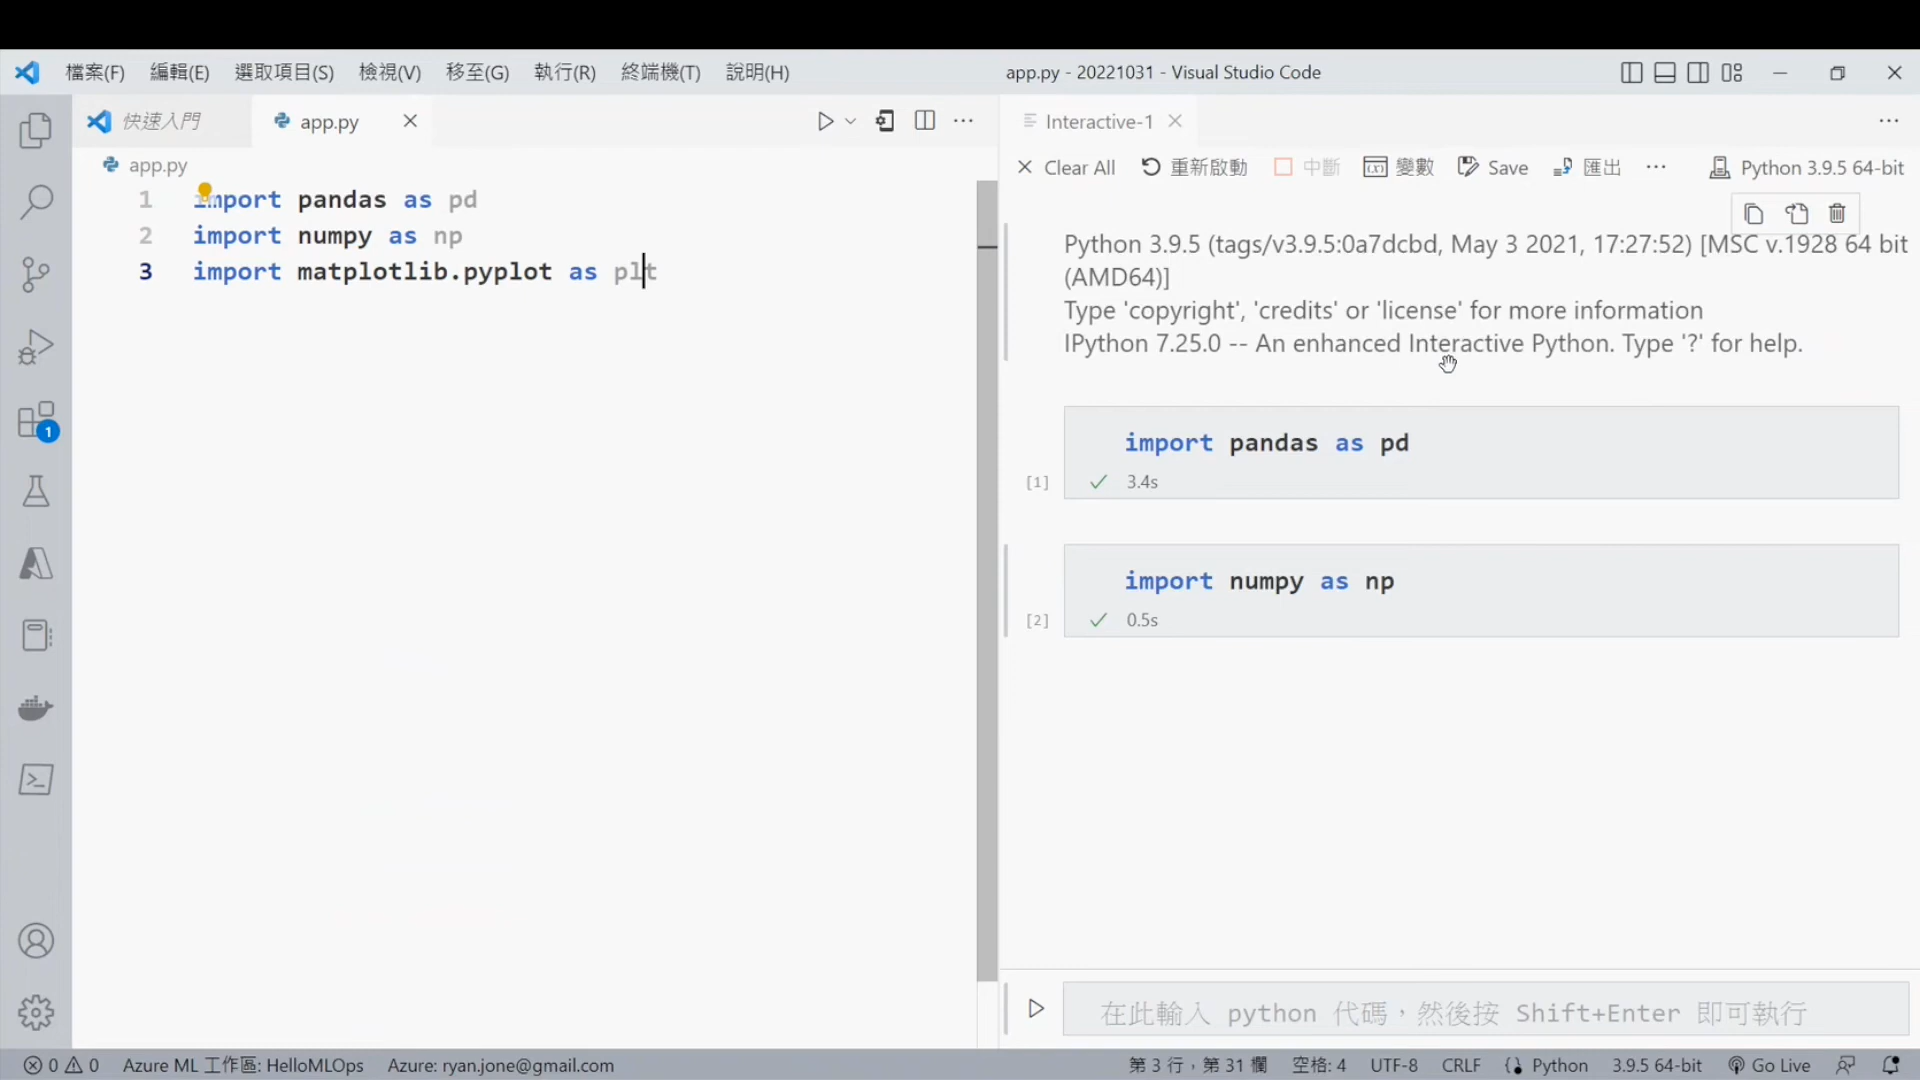 檔案(F) 編輯(E) 選取項目(S) 檢視(V) 移至(G) 執行(R) 終端機(T) 說明(H) app.py - 20221031 - Visual Studio Code
快速入門 app.py
Interactive-1
app.py
Clear All 重新啟動 中斷 變數 Save 匯出 ··· Python 3.9.5 64-bit
1 import pandas as pd
2 import numpy as np
3 import matplotlib.pyplot as plt
Python 3.9.5 (tags/v3.9.5:0a7dcbd, May 3 2021, 17:27:52) [MSC v.1928 64 bit
(AMD64)]
Type 'copyright', 'credits' or 'license' for more information
IPython 7.25.0 -- An enhanced Interactive Python. Type '?' for help.
import pandas as pd
[1] ✓ 3.4s
import numpy as np
[2] ✓ 0.5s
1
在此輸入 python 代碼，然後按 Shift+Enter 即可執行
0 0 Azure ML 工作區: HelloMLOps Azure: ryan.jone@gmail.com 第 3 行，第 31 欄 空格: 4 UTF-8 CRLF Python 3.9.5 64-bit Go Live